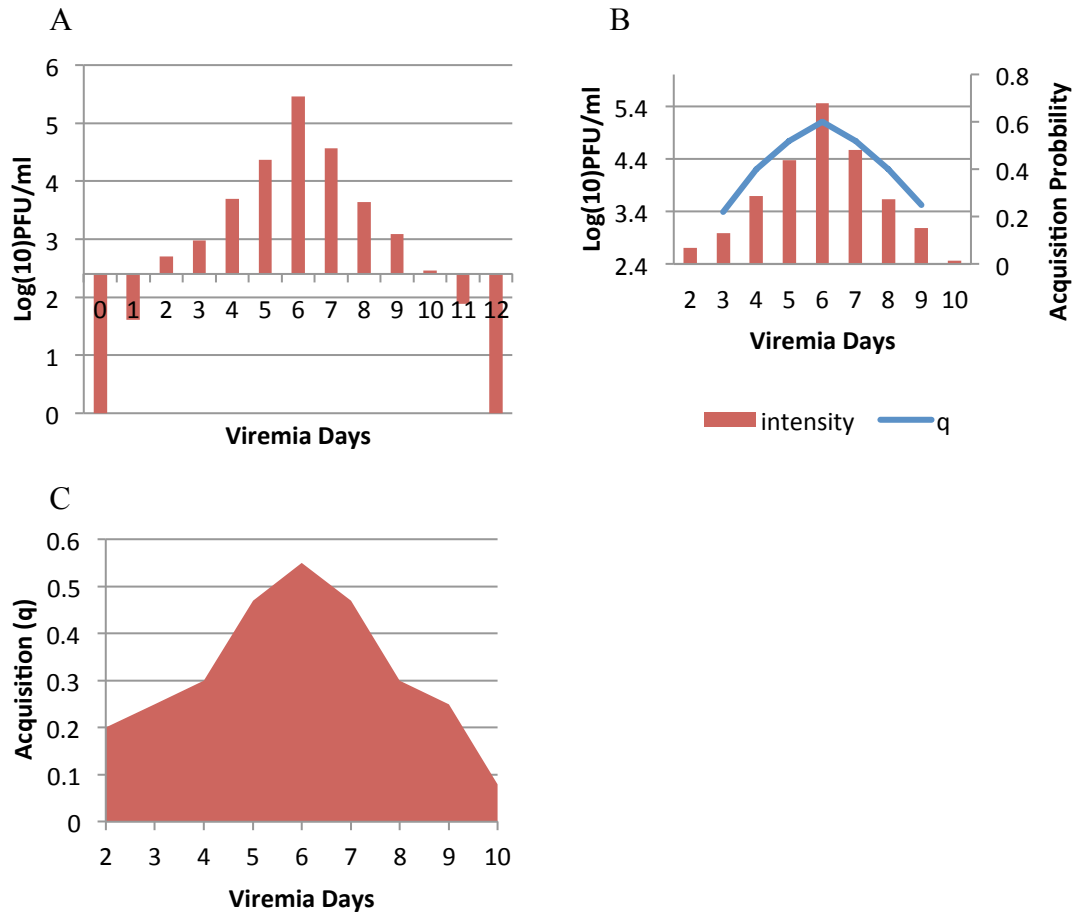 A
Log(10)PFU/ml
6
5
4
3
2
1
0
0 1 2 3 4 5 6 7 8 9 10 11 12
Viremia Days
B
Log(10)PFU/ml
5.4
4.4
3.4
2.4
0.8
0.6
0.4
0.2
0
Acquisition Probbility
2 3 4 5 6 7 8 9 10
Viremia Days
intensity q
C
Acquisition (q)
0.6
0.5
0.4
0.3
0.2
0.1
0
2 3 4 5 6 7 8 9 10
Viremia Days